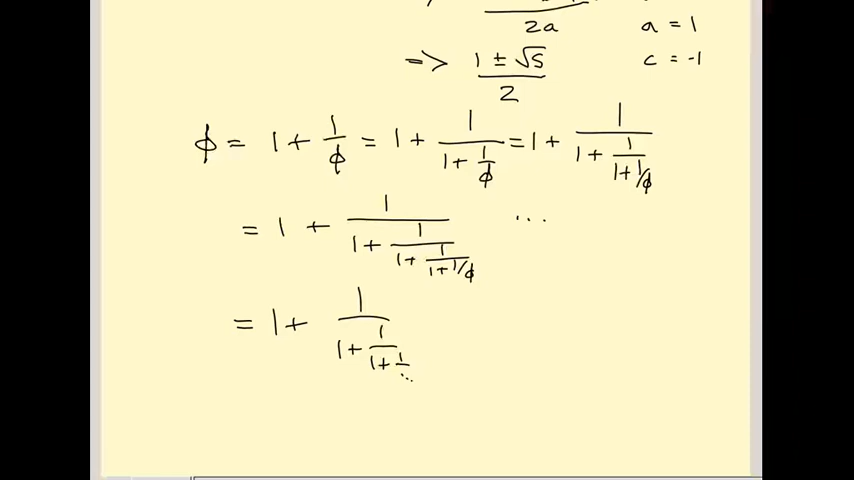 2a a = 1
=> (1 ± √5)/2 c = -1
ϕ = 1 + 1/ϕ = 1 + 1/(1 + 1/ϕ) = 1 + 1/(1 + 1/(1 + 1/ϕ))
= 1 + 1/(1 + 1/(1 + 1/(1 + 1/ϕ))) ...
= 1 + 1/(1 + 1/(1 + 1/⋱))